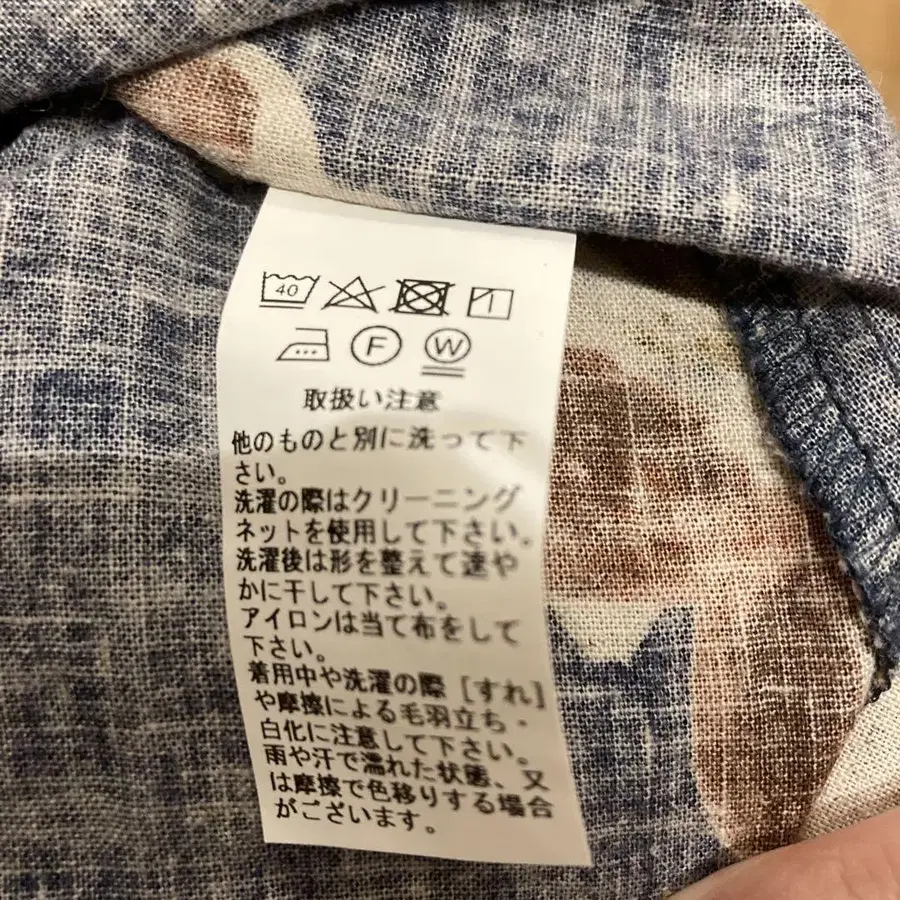 40
F W
取扱い注意
他のものと別に洗って下
さい。
洗濯の際はクリーニング
ネットを使用して下さい。
洗濯後は形を整えて速や
かに干して下さい。
アイロンは当て布をして
下さい。
着用中や洗濯の際［すれ］
や摩擦による毛羽立ち・
白化に注意して下さい。
雨や汗で濡れた状態、又
は摩擦で色移りする場合
がございます。